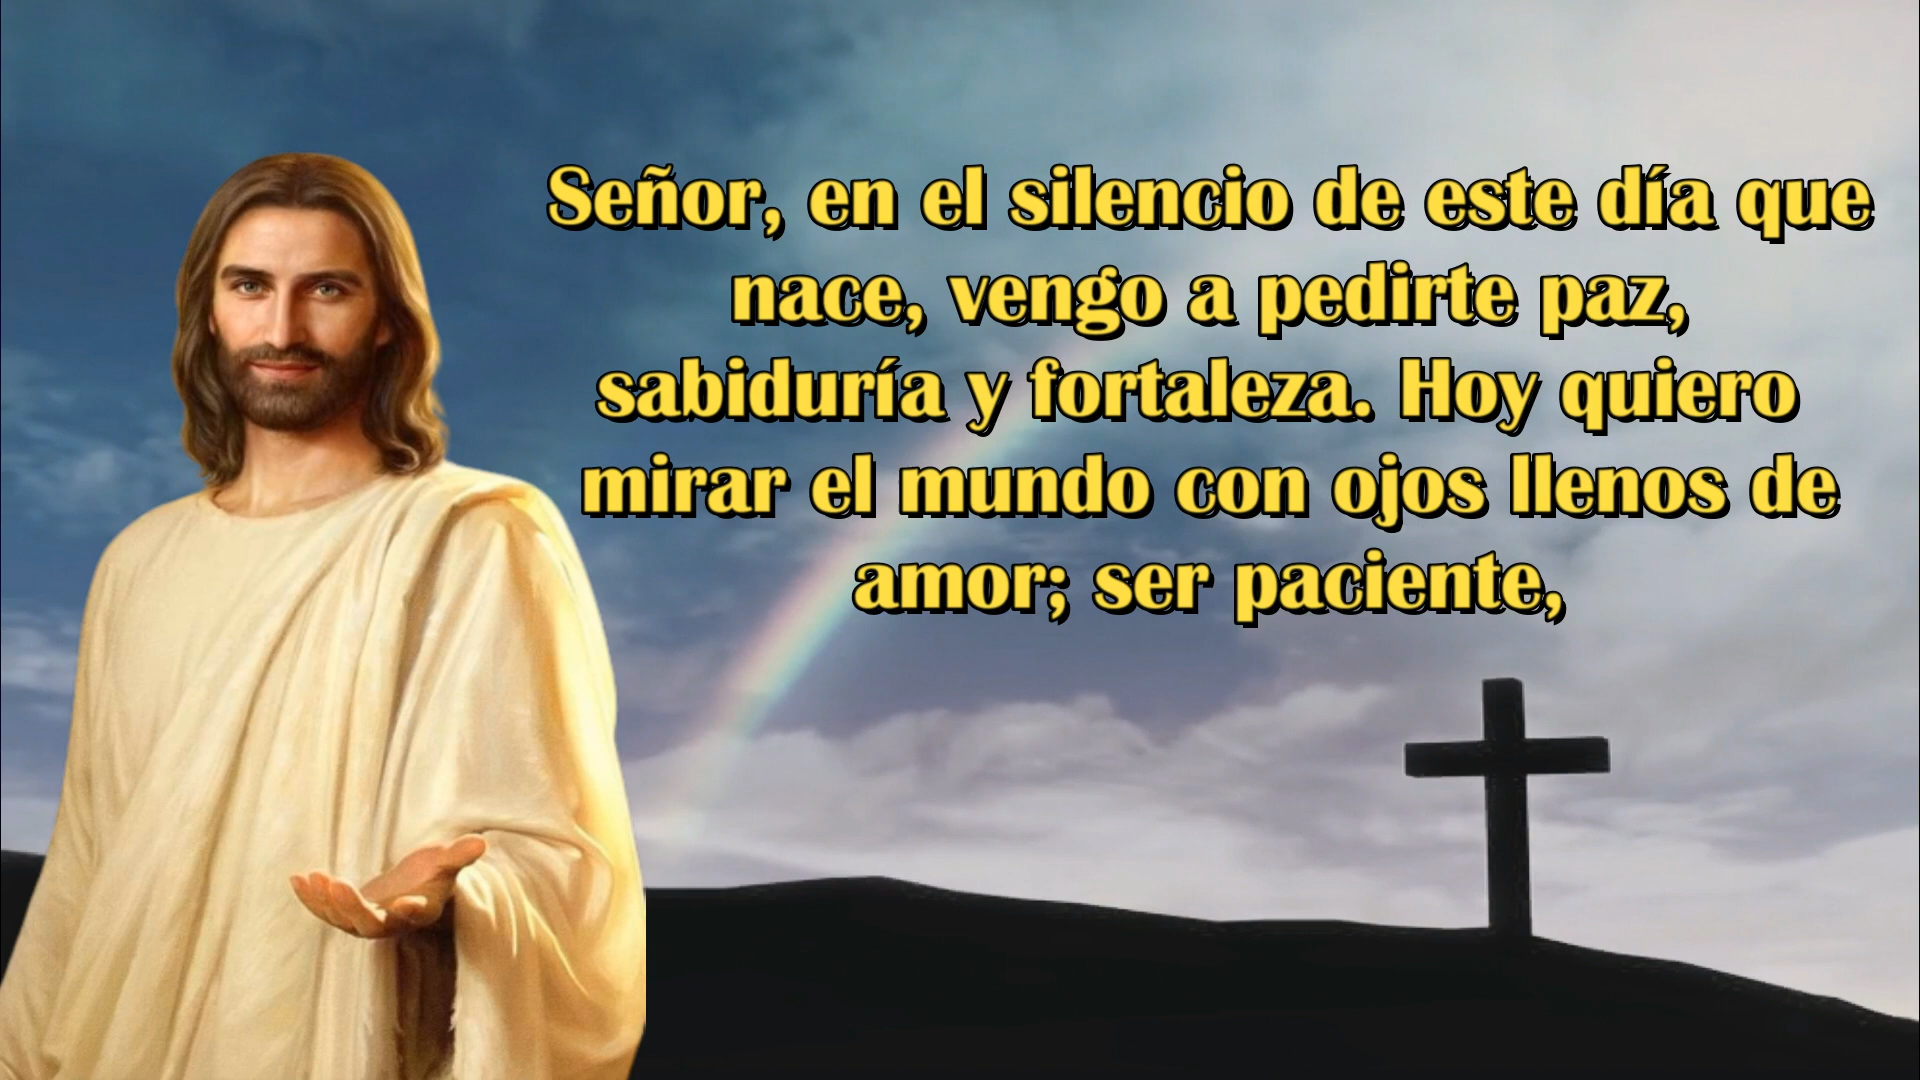 Señor, en el silencio de este día que
nace, vengo a pedirte paz,
sabiduría y fortaleza. Hoy quiero
mirar el mundo con ojos llenos de
amor; ser paciente,